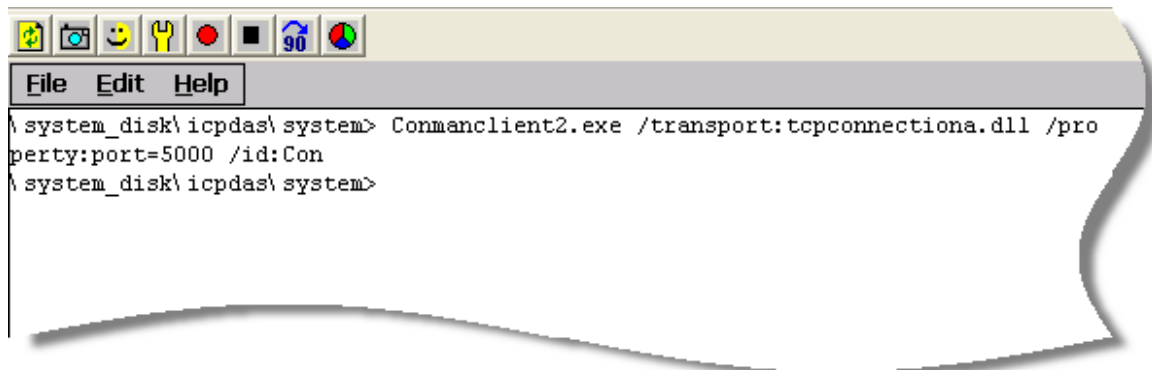 90
File Edit Help
\system_disk\icpdas\system> Conmanclient2.exe /transport:tcpconnectiona.dll /pro
perty:port=5000 /id:Con
\system_disk\icpdas\system>